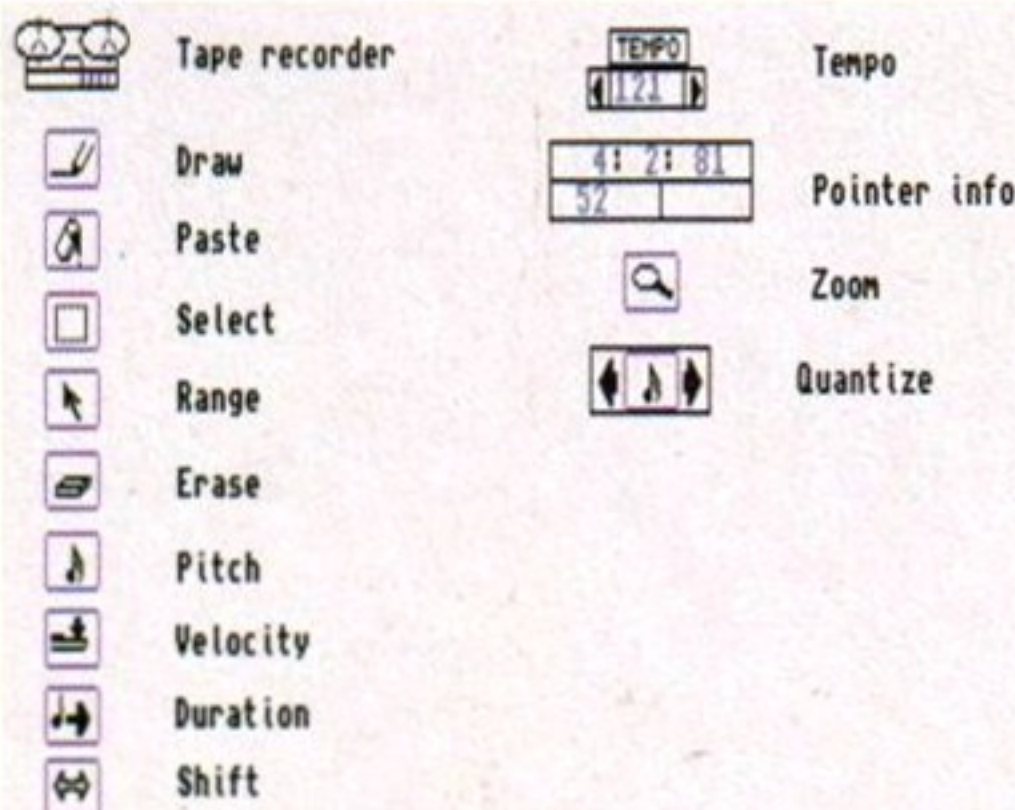 Tape recorder
Draw
Paste
Select
Range
Erase
Pitch
Velocity
Duration
Shift
TEMPO
121
Tempo
4: 2: 81
52
Pointer info
Zoom
Quantize